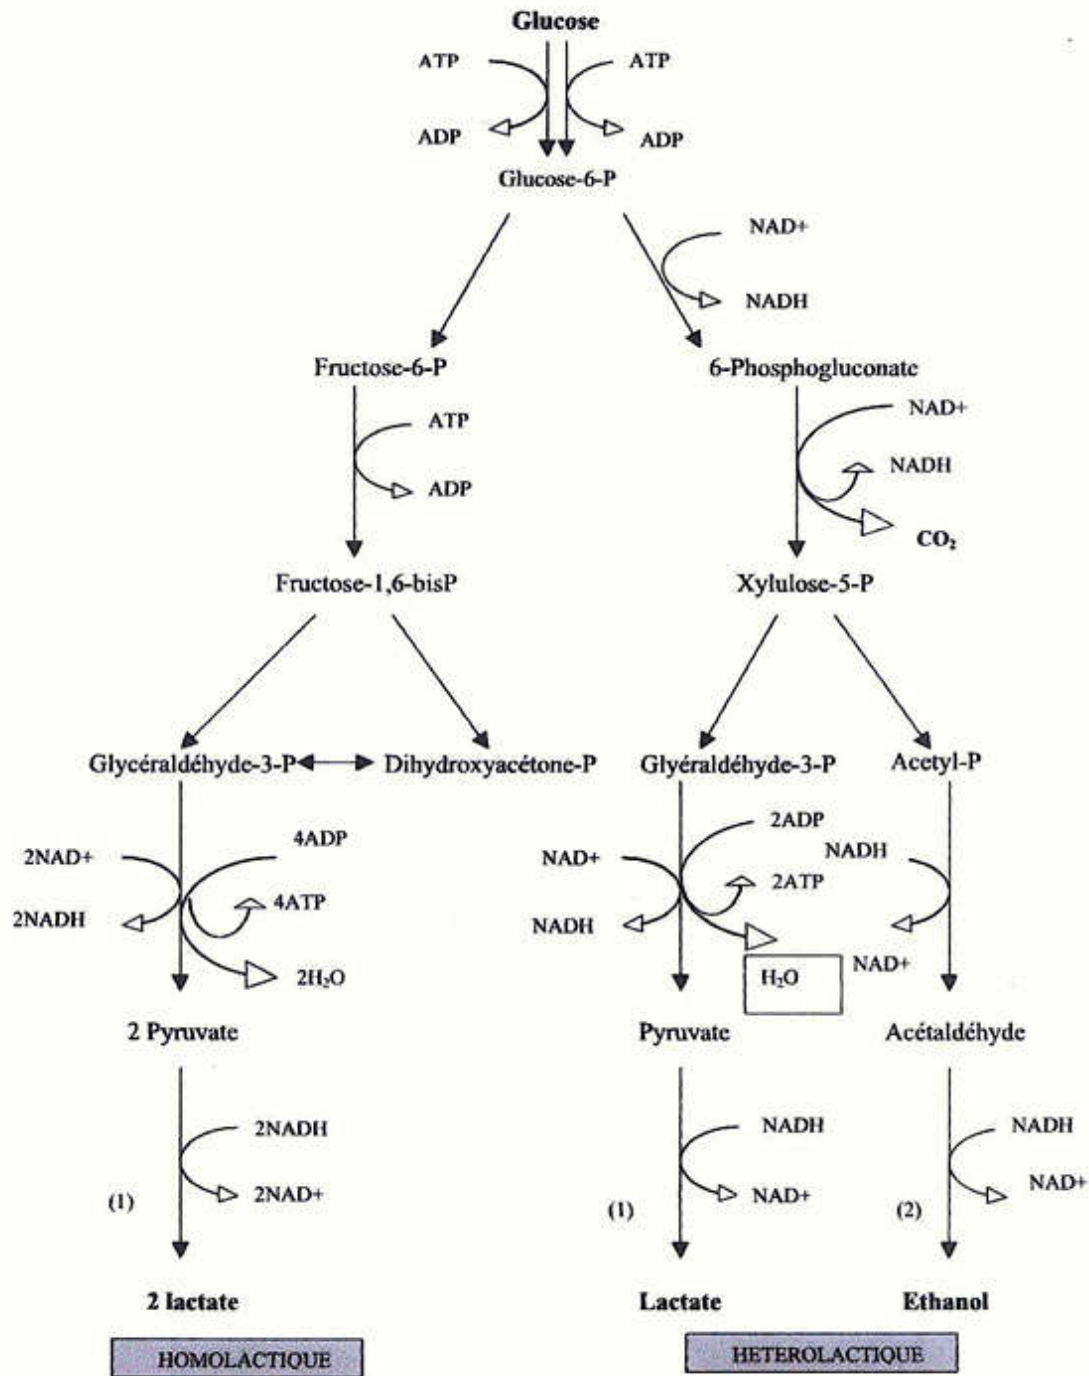 Glucose
ATP
ATP
ADP
ADP
Glucose-6-P
NAD+
NADH
Fructose-6-P
6-Phosphogluconate
ATP
NAD+
ADP
NADH
CO₂
Fructose-1,6-bisP
Xylulose-5-P
Glycéraldéhyde-3-P
Dihydroxyacétone-P
Glyéraldéhyde-3-P
Acetyl-P
2NAD+
4ADP
NAD+
2ADP
NADH
2NADH
4ATP
NADH
2ATP
2H₂O
H₂O
NAD+
2 Pyruvate
Pyruvate
Acétaldéhyde
2NADH
NADH
NADH
(1)
2NAD+
(1)
NAD+
(2)
NAD+
2 lactate
Lactate
Ethanol
HOMOLACTIQUE
HETEROLACTIQUE